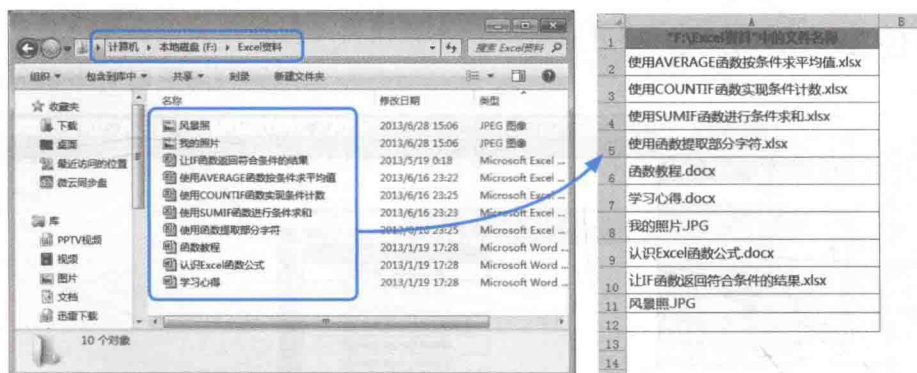 计算机 ▸ 本地磁盘 (F:) ▸ Excel资料
搜索 Excel资料
组织 包含到库中 共享 刻录 新建文件夹
收藏夹
下载
桌面
最近访问的位置
微云同步盘
库
PPTV视频
视频
图片
文档
迅雷下载
名称 修改日期 类型
风景照 2013/6/28 15:06 JPEG 图像
我的照片 2013/6/28 15:06 JPEG 图像
让IF函数返回符合条件的结果 2013/5/19 0:18 Microsoft Excel ...
使用AVERAGE函数按条件求平均值 2013/6/16 23:22 Microsoft Excel ...
使用COUNTIF函数实现条件计数 2013/6/16 23:25 Microsoft Excel ...
使用SUMIF函数进行条件求和 2013/6/16 23:23 Microsoft Excel ...
使用函数提取部分字符 2013/6/16 23:25 Microsoft Excel ...
函数教程 2013/1/19 17:28 Microsoft Word ...
认识Excel函数公式 2013/1/19 17:28 Microsoft Word ...
学习心得 2013/1/19 17:28 Microsoft Word ...
10 个对象
A B
1 "F:\Excel资料"中的文件名称
2 使用AVERAGE函数按条件求平均值.xlsx
3 使用COUNTIF函数实现条件计数.xlsx
4 使用SUMIF函数进行条件求和.xlsx
5 使用函数提取部分字符.xlsx
6 函数教程.docx
7 学习心得.docx
8 我的照片.JPG
9 认识Excel函数公式.docx
10 让IF函数返回符合条件的结果.xlsx
11 风景照.JPG
12
13
14